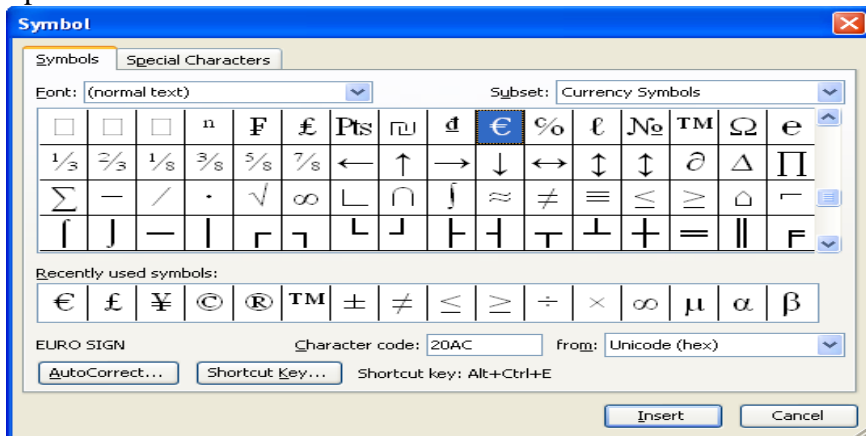 Symbol
Symbols Special Characters
Font: (normal text) Subset: Currency Symbols
□ □ □ ⁿ ₣ ₤ ₧ ₪ ₫ € ℅ ℓ № ™ Ω ℮
⅓ ⅔ ⅛ ⅜ ⅝ ⅞ ← ↑ → ↓ ↔ ↕ ↨ ∂ ∆ ∏
∑ − ∕ ∙ √ ∞ ∟ ∩ ∫ ≈ ≠ ≡ ≤ ≥ ⌂ ⌐
⌠ ⌡ ─ │ ┌ ┐ └ ┘ ├ ┤ ┬ ┴ ┼ ═ ║ ╒
Recently used symbols:
€ £ ¥ © ® ™ ± ≠ ≤ ≥ ÷ × ∞ µ α β
EURO SIGN Character code: 20AC from: Unicode (hex)
AutoCorrect... Shortcut Key... Shortcut key: Alt+Ctrl+E
Insert Cancel